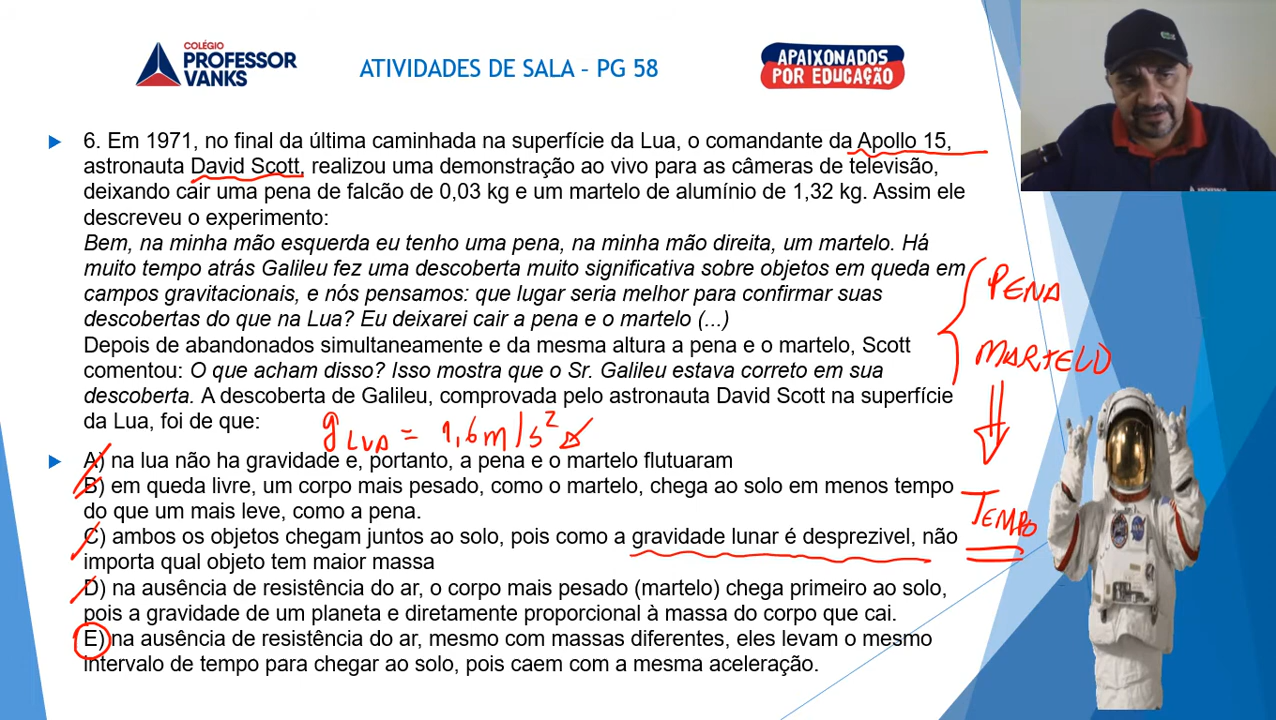 COLÉGIO
PROFESSOR
VANKS
ATIVIDADES DE SALA – PG 58
APAIXONADOS
POR EDUCAÇÃO
6. Em 1971, no final da última caminhada na superfície da Lua, o comandante da Apollo 15,
astronauta David Scott, realizou uma demonstração ao vivo para as câmeras de televisão,
deixando cair uma pena de falcão de 0,03 kg e um martelo de alumínio de 1,32 kg. Assim ele
descreveu o experimento:
Bem, na minha mão esquerda eu tenho uma pena, na minha mão direita, um martelo. Há
muito tempo atrás Galileu fez uma descoberta muito significativa sobre objetos em queda em
campos gravitacionais, e nós pensamos: que lugar seria melhor para confirmar suas
descobertas do que na Lua? Eu deixarei cair a pena e o martelo (...)
Depois de abandonados simultaneamente e da mesma altura a pena e o martelo, Scott
comentou: O que acham disso? Isso mostra que o Sr. Galileu estava correto em sua
descoberta. A descoberta de Galileu, comprovada pelo astronauta David Scott na superfície
da Lua, foi de que:
g LUA = 1,6 m/s²
A) na lua não ha gravidade e, portanto, a pena e o martelo flutuaram
B) em queda livre, um corpo mais pesado, como o martelo, chega ao solo em menos tempo
do que um mais leve, como a pena.
C) ambos os objetos chegam juntos ao solo, pois como a gravidade lunar é desprezivel, não
importa qual objeto tem maior massa
D) na ausência de resistência do ar, o corpo mais pesado (martelo) chega primeiro ao solo,
pois a gravidade de um planeta e diretamente proporcional à massa do corpo que cai.
E) na ausência de resistência do ar, mesmo com massas diferentes, eles levam o mesmo
intervalo de tempo para chegar ao solo, pois caem com a mesma aceleração.
PENA
MARTELO
TEMPO